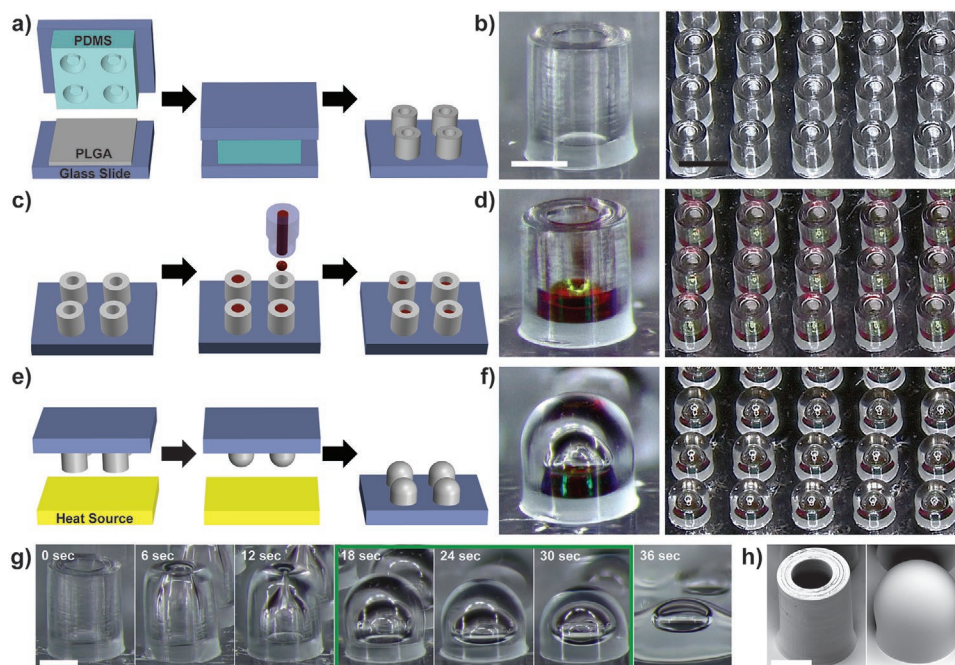 a)
PDMS
PLGA
Glass Slide
b)
c)
d)
e)
Heat Source
f)
g)
0 sec
6 sec
12 sec
18 sec
24 sec
30 sec
36 sec
h)